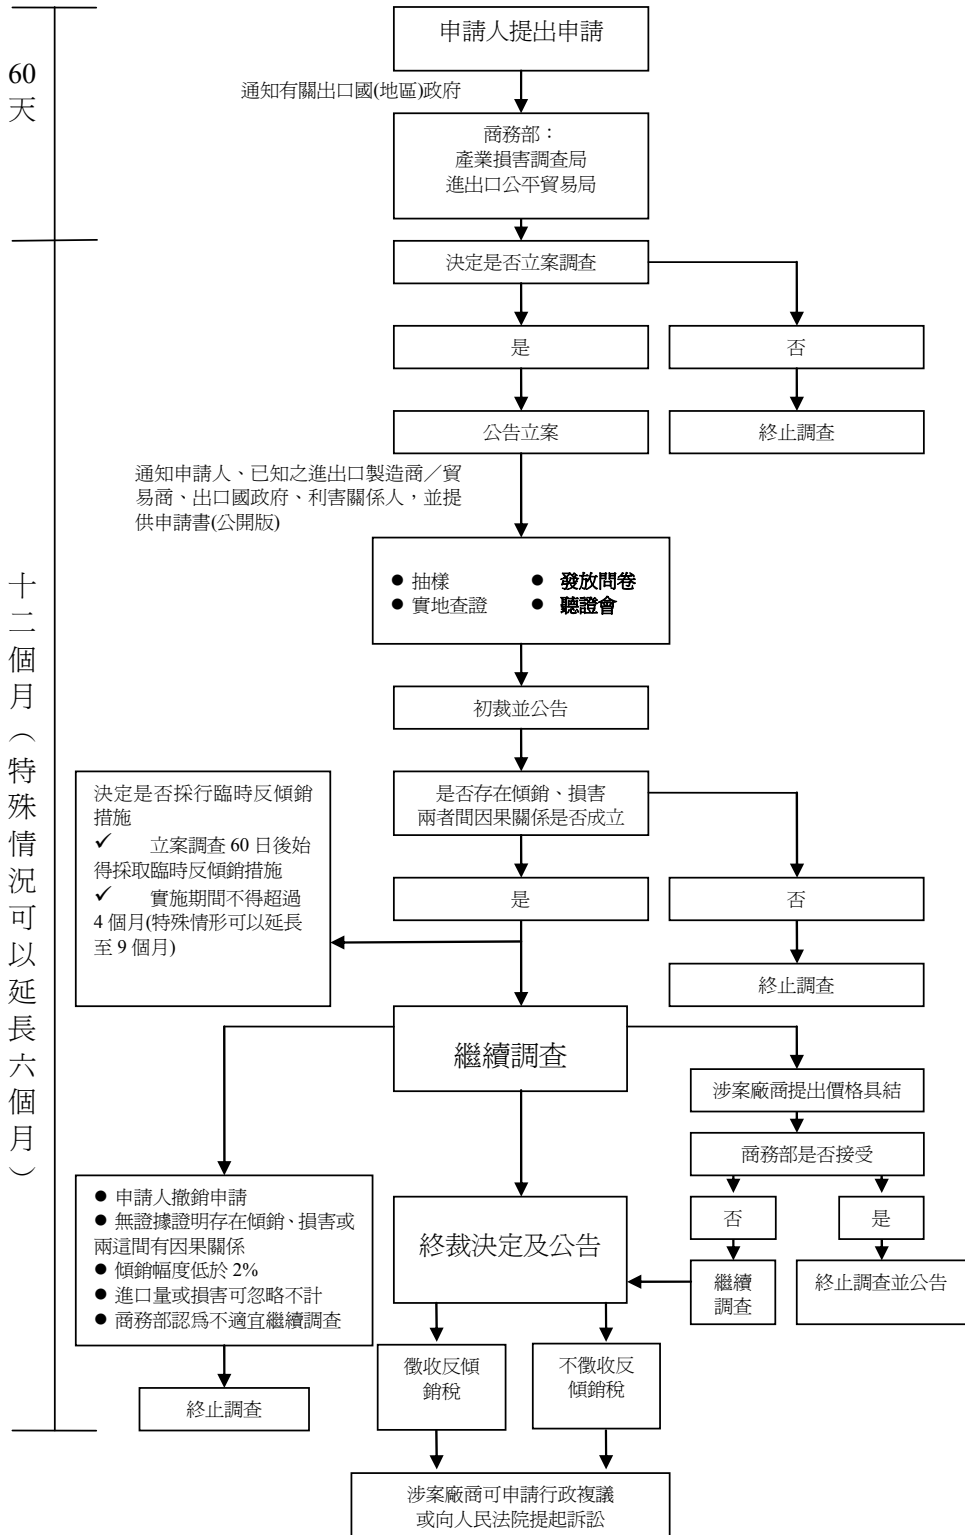 申請人提出申請
60
天
通知有關出口國(地區)政府
商務部：
產業損害調查局
進出口公平貿易局
決定是否立案調查
是
否
公告立案
終止調查
通知申請人、已知之進出口製造商／貿
易商、出口國政府、利害關係人，並提
供申請書(公開版)
● 抽樣
● 發放問卷
● 實地查證
● 聽證會
十二個月（特殊情況可以延長六個月）
初裁並公告
是否存在傾銷、損害
兩者間因果關係是否成立
決定是否採行臨時反傾銷
措施
✓ 立案調查 60 日後始
得採取臨時反傾銷措施
✓ 實施期間不得超過
4 個月(特殊情形可以延長
至 9 個月)
是
否
終止調查
繼續調查
涉案廠商提出價格具結
商務部是否接受
否
是
繼續
調查
終止調查並公告
● 申請人撤銷申請
● 無證據證明存在傾銷、損害或
兩這間有因果關係
● 傾銷幅度低於 2%
● 進口量或損害可忽略不計
● 商務部認爲不適宜繼續調查
終止調查
終裁決定及公告
徵收反傾
銷稅
不徵收反
傾銷稅
涉案廠商可申請行政複議
或向人民法院提起訴訟